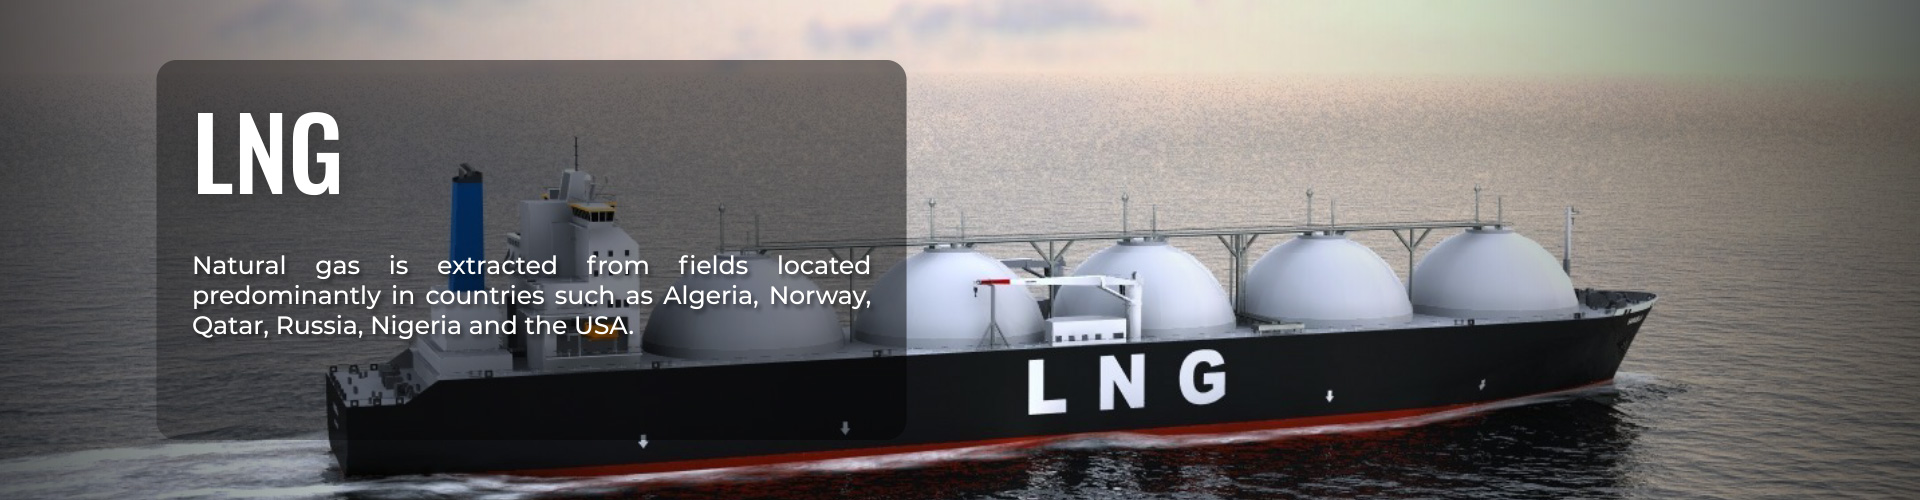 LNG
Natural gas is extracted from fields located
predominantly in countries such as Algeria, Norway,
Qatar, Russia, Nigeria and the USA.
LNG